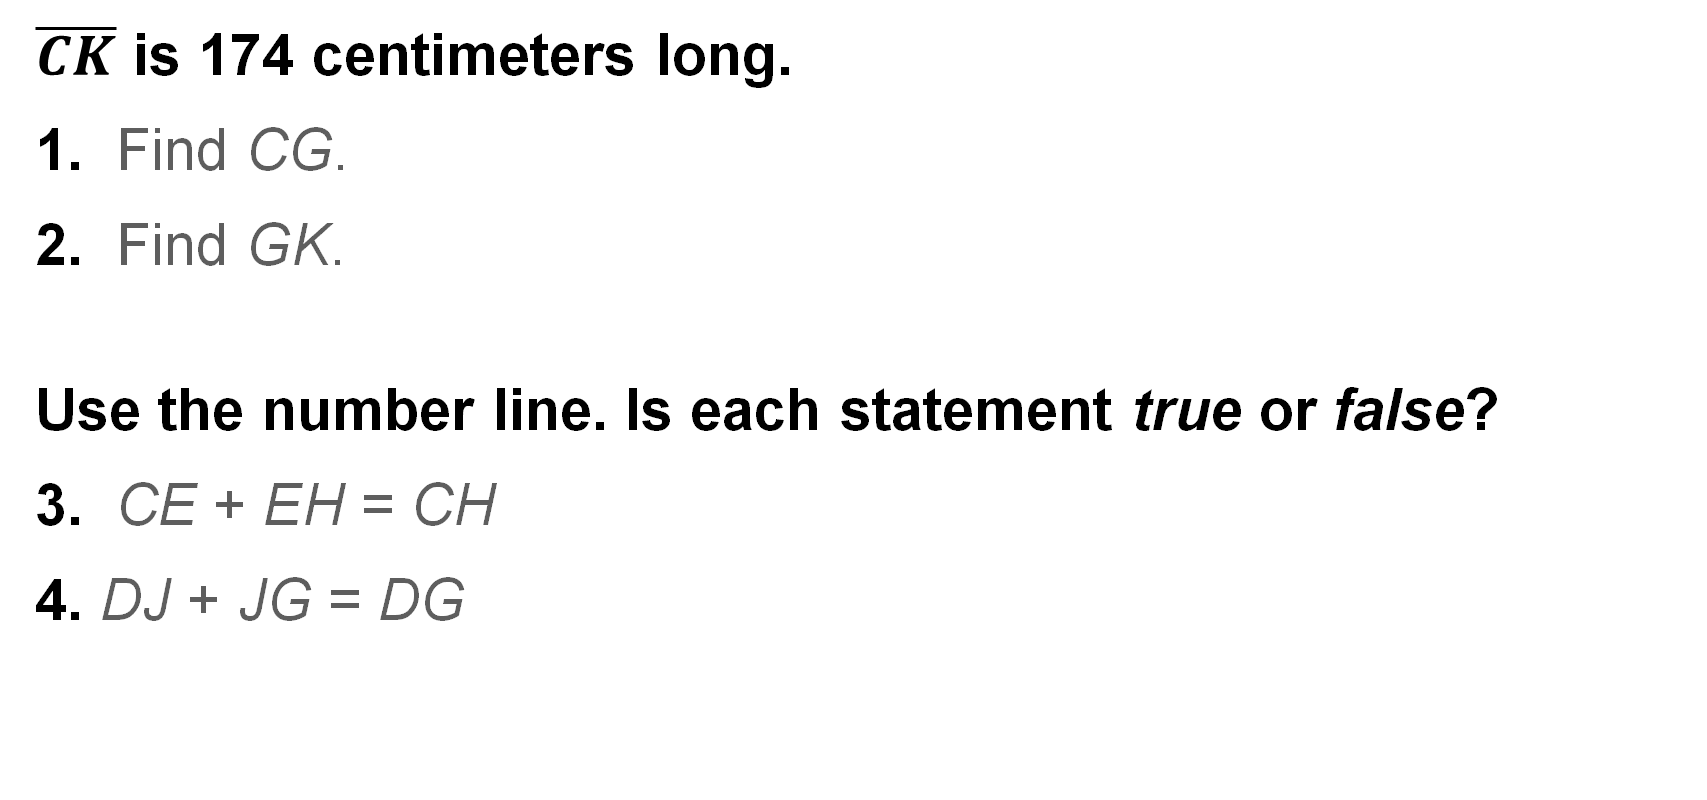 CK is 174 centimeters long.
1. Find CG.
2. Find GK.
Use the number line. Is each statement true or false?
3. CE + EH = CH
4. DJ + JG = DG